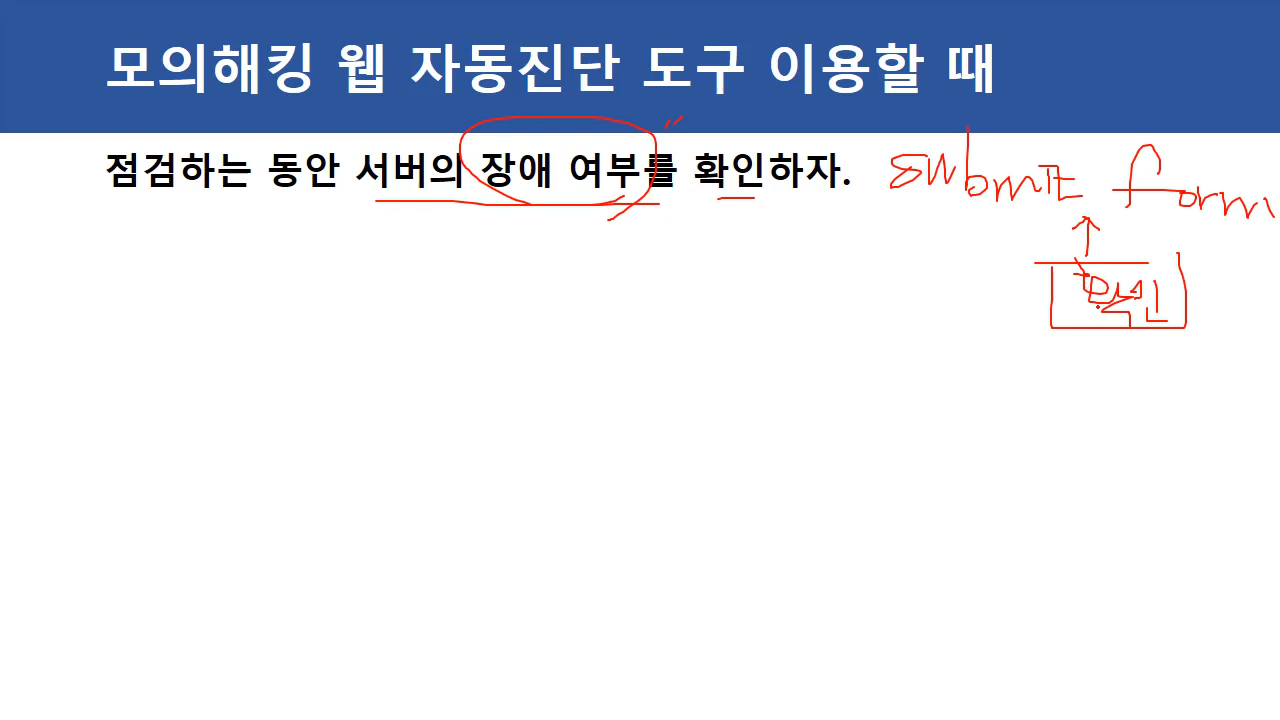 모의해킹 웹 자동진단 도구 이용할 때
점검하는 동안 서버의 장애 여부를 확인하자.
submit form